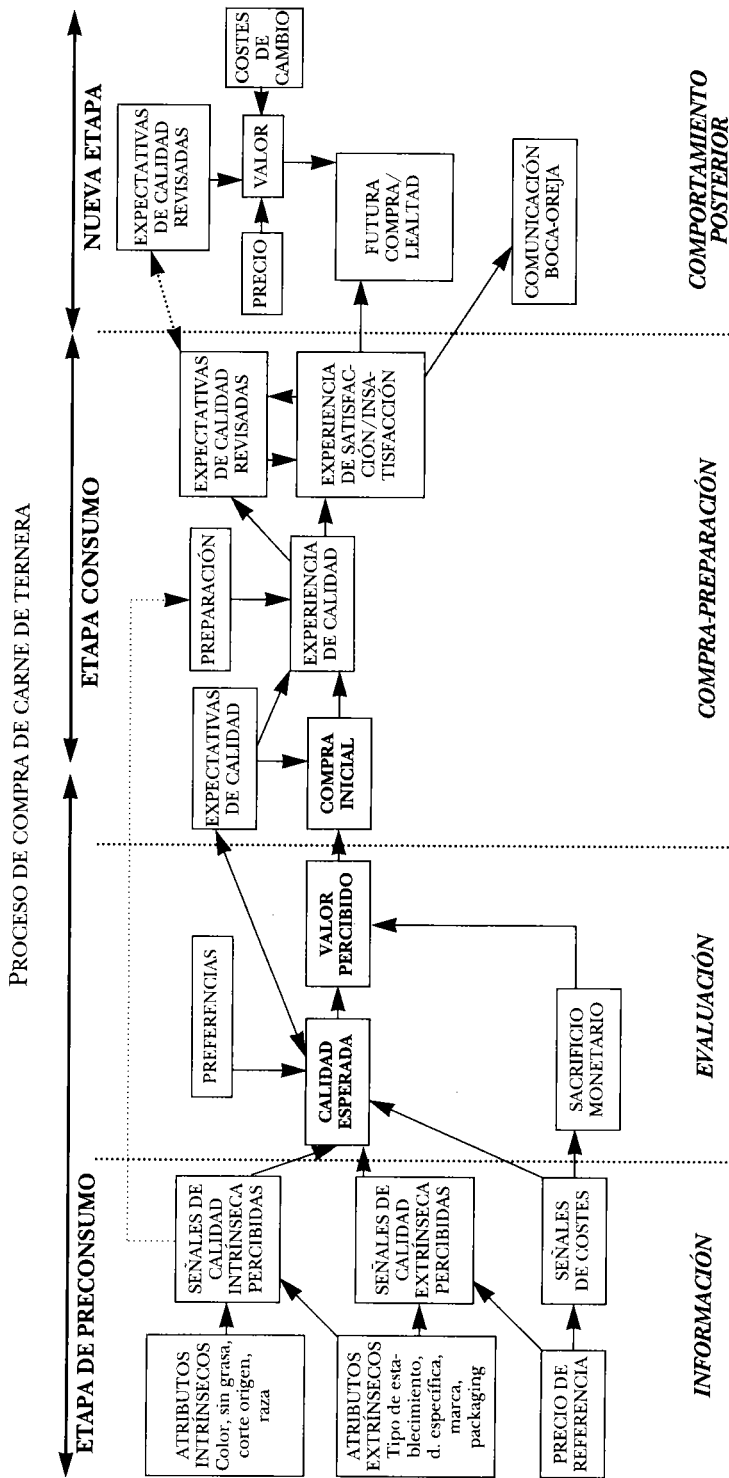 PROCESO DE COMPRA DE CARNE DE TERNERA
ETAPA DE PRECONSUMO
ETAPA CONSUMO
NUEVA ETAPA
ATRIBUTOS
INTRÍNSECOS
Color, sin grasa,
corte origen,
raza
ATRIBUTOS
EXTRÍNSECOS
Tipo de esta-
blecimiento,
d. específica,
marca,
packaging
PRECIO DE
REFERENCIA
SEÑALES DE
CALIDAD
INTRÍNSECA
PERCIBIDAS
SEÑALES DE
CALIDAD
EXTRÍNSECA
PERCIBIDAS
SEÑALES
DE COSTES
PREFERENCIAS
CALIDAD
ESPERADA
VALOR
PERCIBIDO
SACRIFICIO
MONETARIO
EXPECTATIVAS
DE CALIDAD
COMPRA
INICIAL
PREPARACIÓN
EXPERIENCIA
DE CALIDAD
EXPECTATIVAS
DE CALIDAD
REVISADAS
EXPERIENCIA
DE SATISFAC-
CIÓN/INSA-
TISFACCIÓN
EXPECTATIVAS
DE CALIDAD
REVISADAS
PRECIO
VALOR
COSTES
DE
CAMBIO
FUTURA
COMPRA/
LEALTAD
COMUNICACIÓN
BOCA-OREJA
INFORMACIÓN
EVALUACIÓN
COMPRA-PREPARACIÓN
COMPORTAMIENTO
POSTERIOR